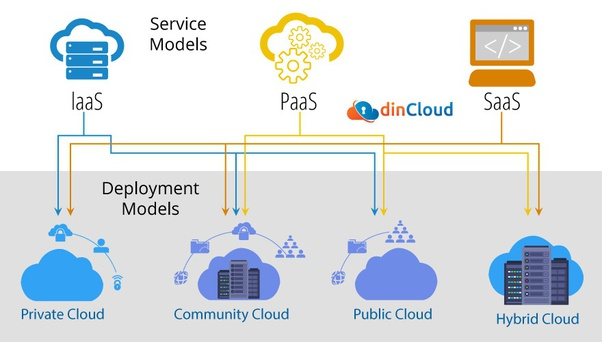 Service
Models
IaaS
PaaS
SaaS
dinCloud
</>
Deployment
Models
Private Cloud
Community Cloud
Public Cloud
Hybrid Cloud